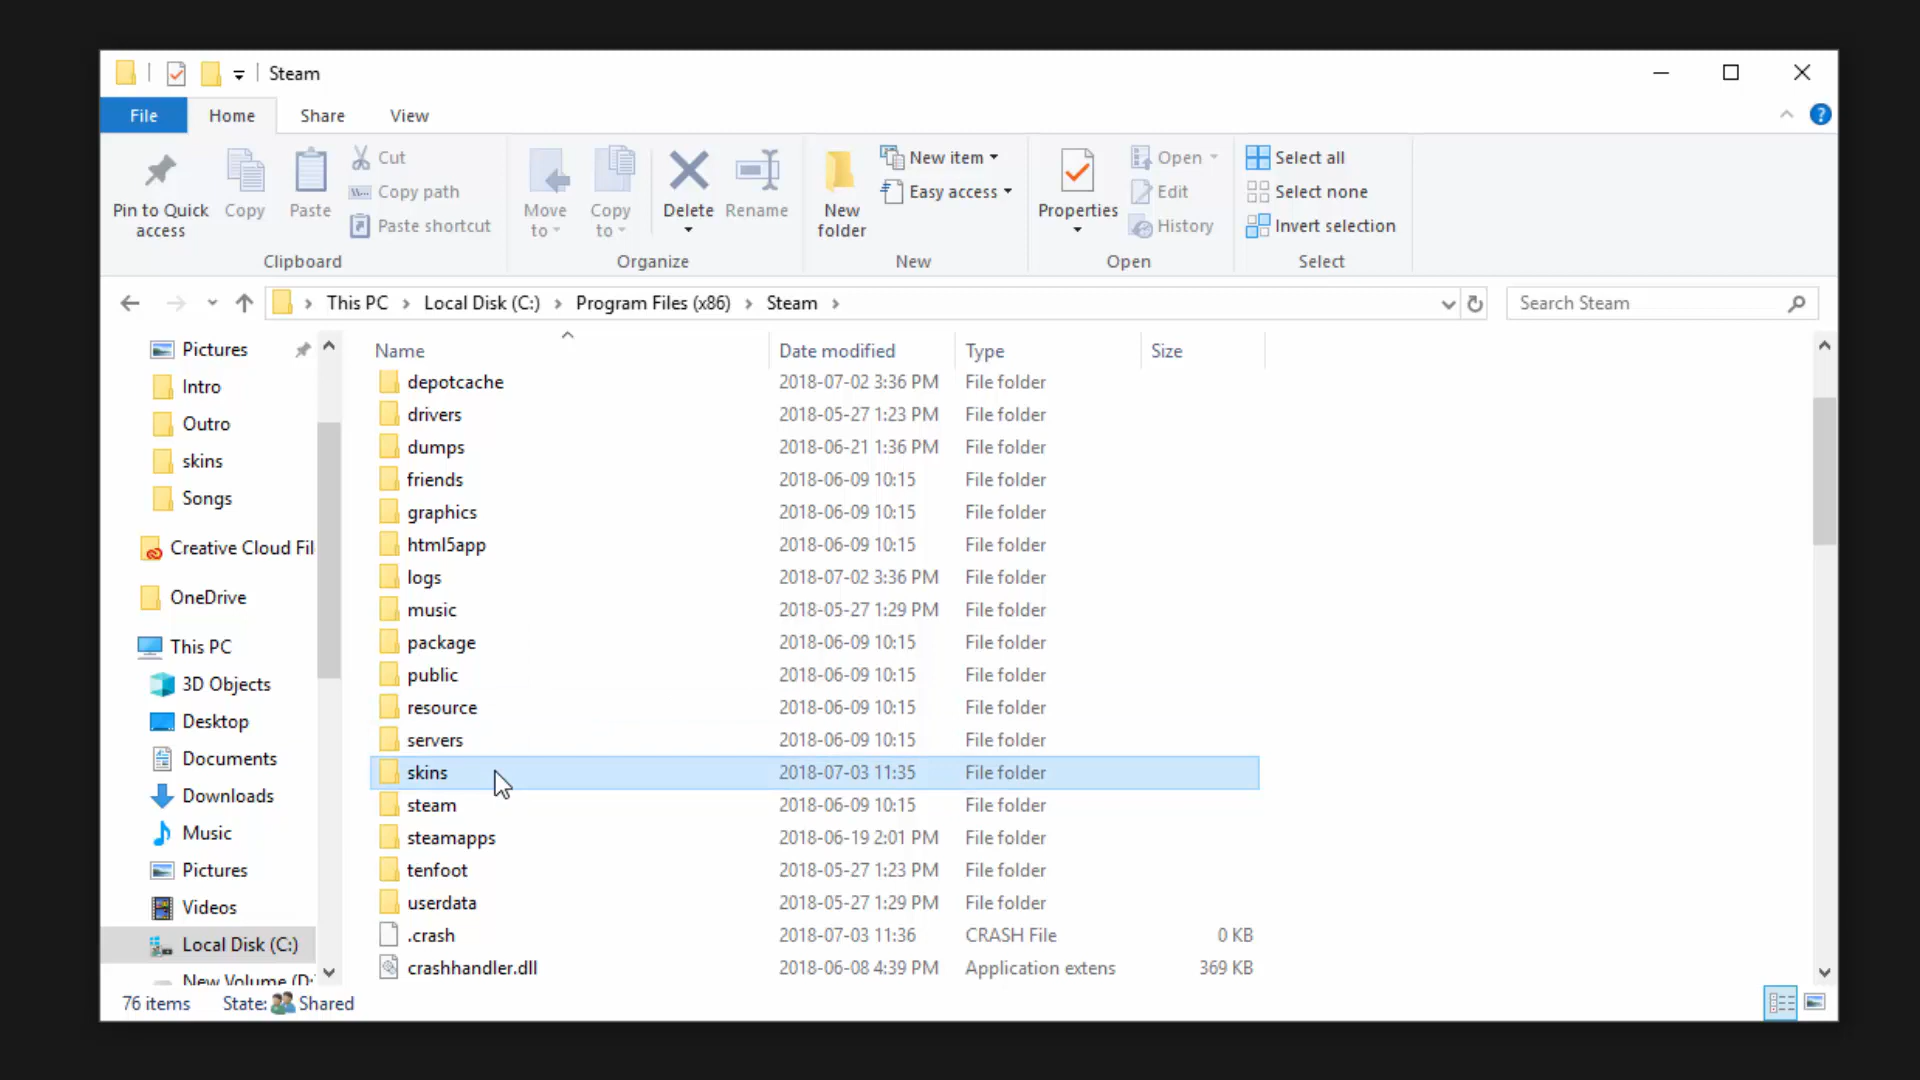 Steam
File
Home
Share
View
Pin to Quick access
Copy
Paste
Cut
Copy path
Paste shortcut
Clipboard
Move to
Copy to
Delete
Rename
Organize
New folder
New item
Easy access
New
Properties
Open
Edit
History
Open
Select all
Select none
Invert selection
Select
This PC > Local Disk (C:) > Program Files (x86) > Steam >
Search Steam
Pictures
Intro
Outro
skins
Songs
Creative Cloud Fil
OneDrive
This PC
3D Objects
Desktop
Documents
Downloads
Music
Pictures
Videos
Local Disk (C:)
New Volume (D:
Name Date modified Type Size
depotcache 2018-07-02 3:36 PM File folder
drivers 2018-05-27 1:23 PM File folder
dumps 2018-06-21 1:36 PM File folder
friends 2018-06-09 10:15 File folder
graphics 2018-06-09 10:15 File folder
html5app 2018-06-09 10:15 File folder
logs 2018-07-02 3:36 PM File folder
music 2018-05-27 1:29 PM File folder
package 2018-06-09 10:15 File folder
public 2018-06-09 10:15 File folder
resource 2018-06-09 10:15 File folder
servers 2018-06-09 10:15 File folder
skins 2018-07-03 11:35 File folder
steam 2018-06-09 10:15 File folder
steamapps 2018-06-19 2:01 PM File folder
tenfoot 2018-05-27 1:23 PM File folder
userdata 2018-05-27 1:29 PM File folder
.crash 2018-07-03 11:36 CRASH File 0 KB
crashhandler.dll 2018-06-08 4:39 PM Application extens 369 KB
76 items State: Shared